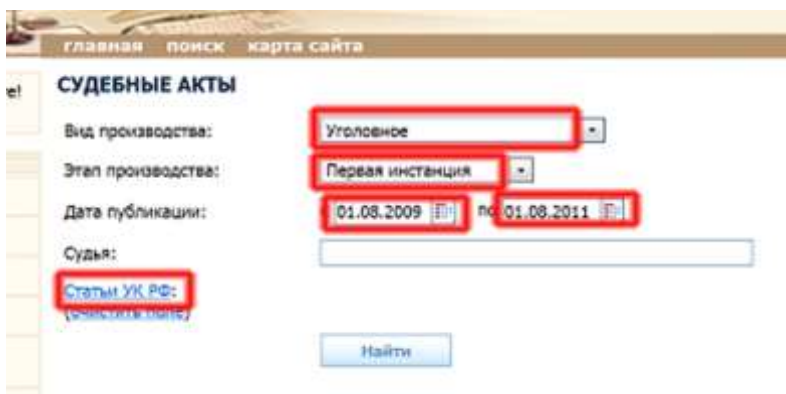 главная поиск карта сайта
СУДЕБНЫЕ АКТЫ
Вид производства: Уголовное
Этап производства: Первая инстанция
Дата публикации: 01.08.2009 по 01.08.2011
Судья:
Статьи УК РФ:
(очистить поле)
Найти